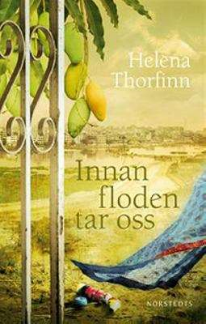 Helena
Thorfinn
Innan
floden
tar oss
NORSTEDTS